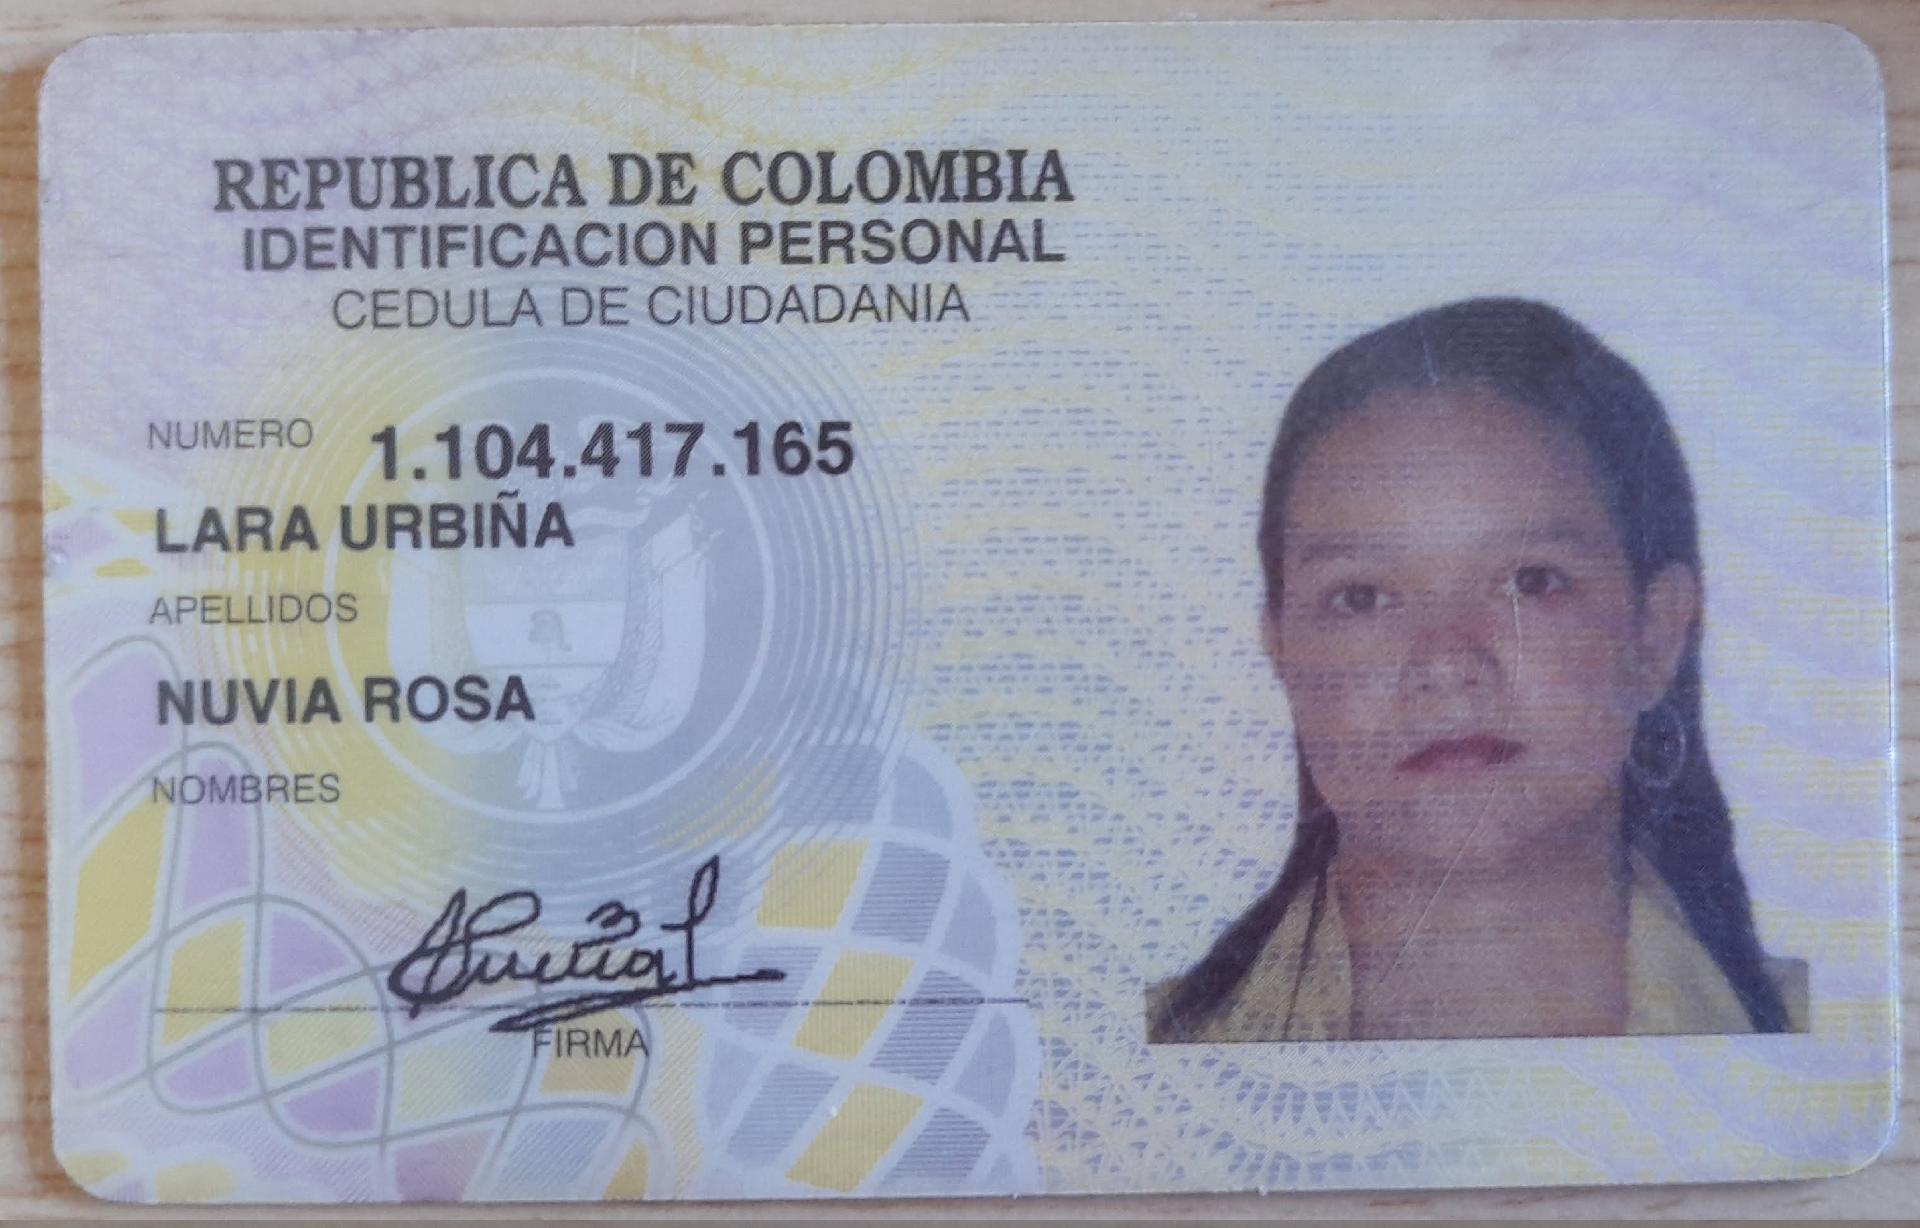 REPUBLICA DE COLOMBIA
IDENTIFICACION PERSONAL
CEDULA DE CIUDADANIA
NUMERO 1.104.417.165
LARA URBIÑA
APELLIDOS
NUVIA ROSA
NOMBRES
FIRMA